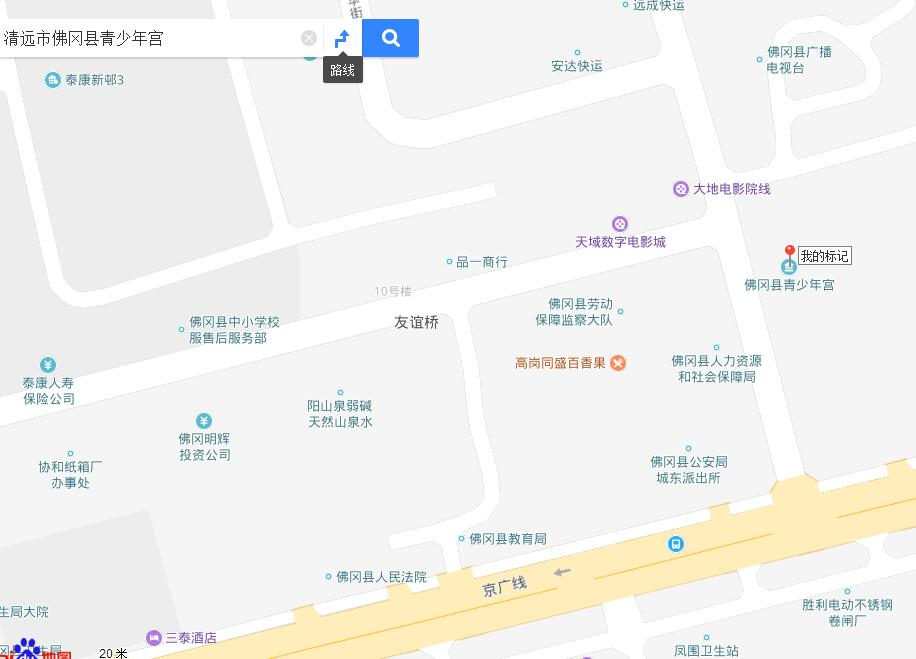 华街
远成快运
清远市佛冈县青少年宫
路线
安达快运
佛冈县广播
电视台
泰康新邨3
大地电影院线
天域数字电影城
我的标记
品一商行
佛冈县青少年宫
10号楼
佛冈县劳动
保障监察大队
友谊桥
佛冈县中小学校
服售后服务部
高岗同盛百香果
佛冈县人力资源
和社会保障局
泰康人寿
保险公司
阳山泉弱碱
天然山泉水
佛冈明辉
投资公司
协和纸箱厂
办事处
佛冈县公安局
城东派出所
佛冈县教育局
佛冈县人民法院
京广线
胜利电动不锈钢
卷闸厂
生局大院
三泰酒店
凤围卫生站
地图
20米